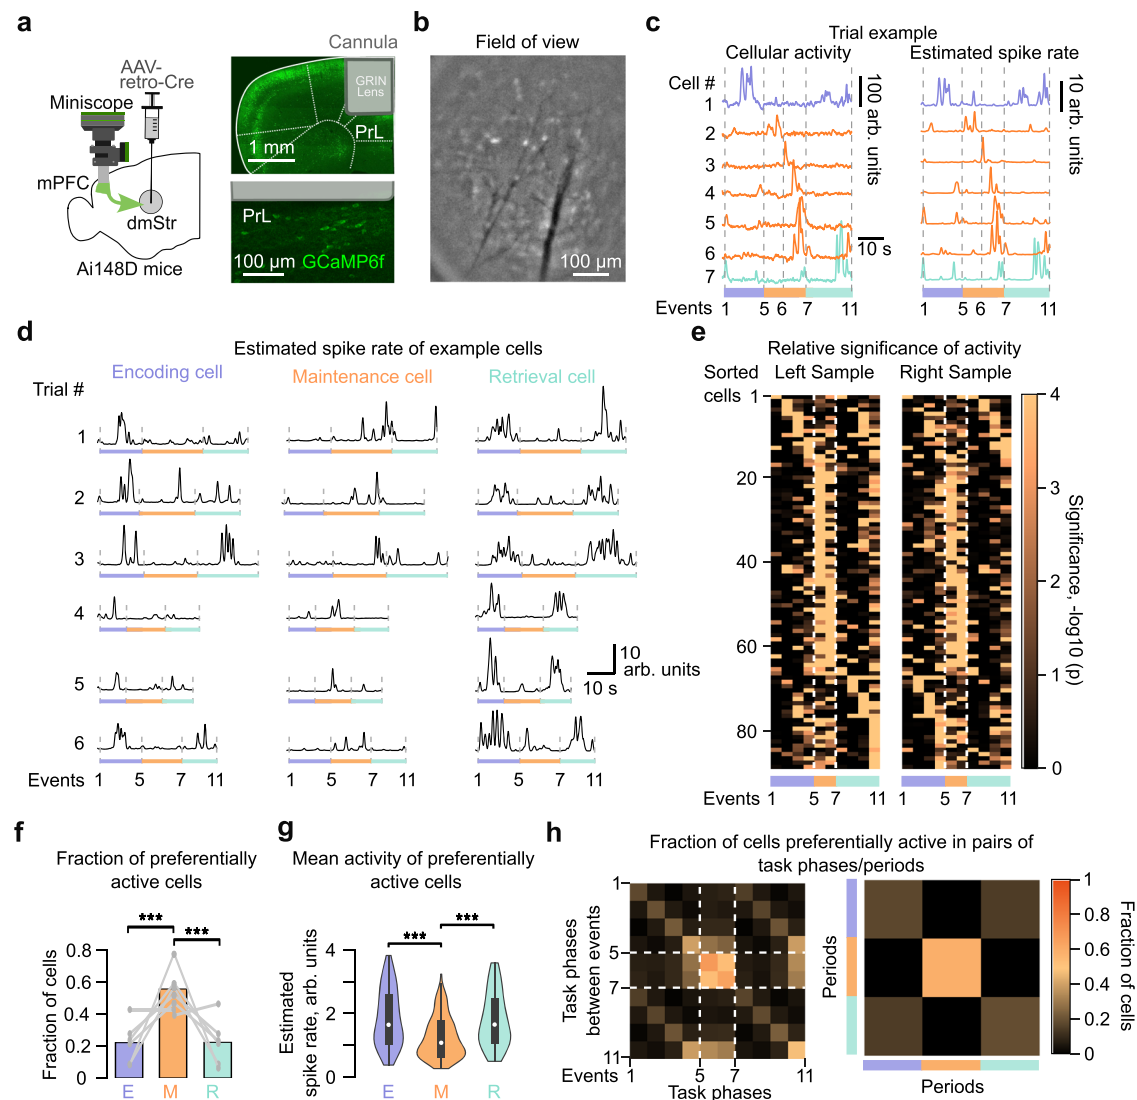 a
AAV-
retro-Cre
Miniscope
mPFC
dmStr
Ai148D mice
Cannula
GRIN
Lens
PrL
1 mm
PrL
100 µm
GCaMP6f
b
Field of view
100 µm
c
Trial example
Cellular activity
Estimated spike rate
Cell #
1
2
3
4
5
6
7
100 arb. units
10 s
10 arb. units
Events
1 5 6 7 11
1 5 6 7 11
d
Estimated spike rate of example cells
Encoding cell
Maintenance cell
Retrieval cell
Trial #
1
2
3
4
5
6
10
arb. units
10 s
Events
1 5 7 11
1 5 7 11
1 5 7 11
e
Relative significance of activity
Sorted cells
Left Sample
Right Sample
1
20
40
60
80
4
3
2
1
0
Significance, -log10 (p)
Events
1 5 7 11
1 5 7 11
f
Fraction of preferentially
active cells
***
***
Fraction of cells
0.8
0.6
0.4
0.2
0
E M R
g
Mean activity of preferentially
active cells
***
***
Estimated
spike rate, arb. units
4
2
0
E M R
h
Fraction of cells preferentially active in pairs of
task phases/periods
Task phases
between events
1
5
7
11
Events
1 5 7 11
Task phases
Periods
Periods
1
0.8
0.6
0.4
0.2
0
Fraction of cells